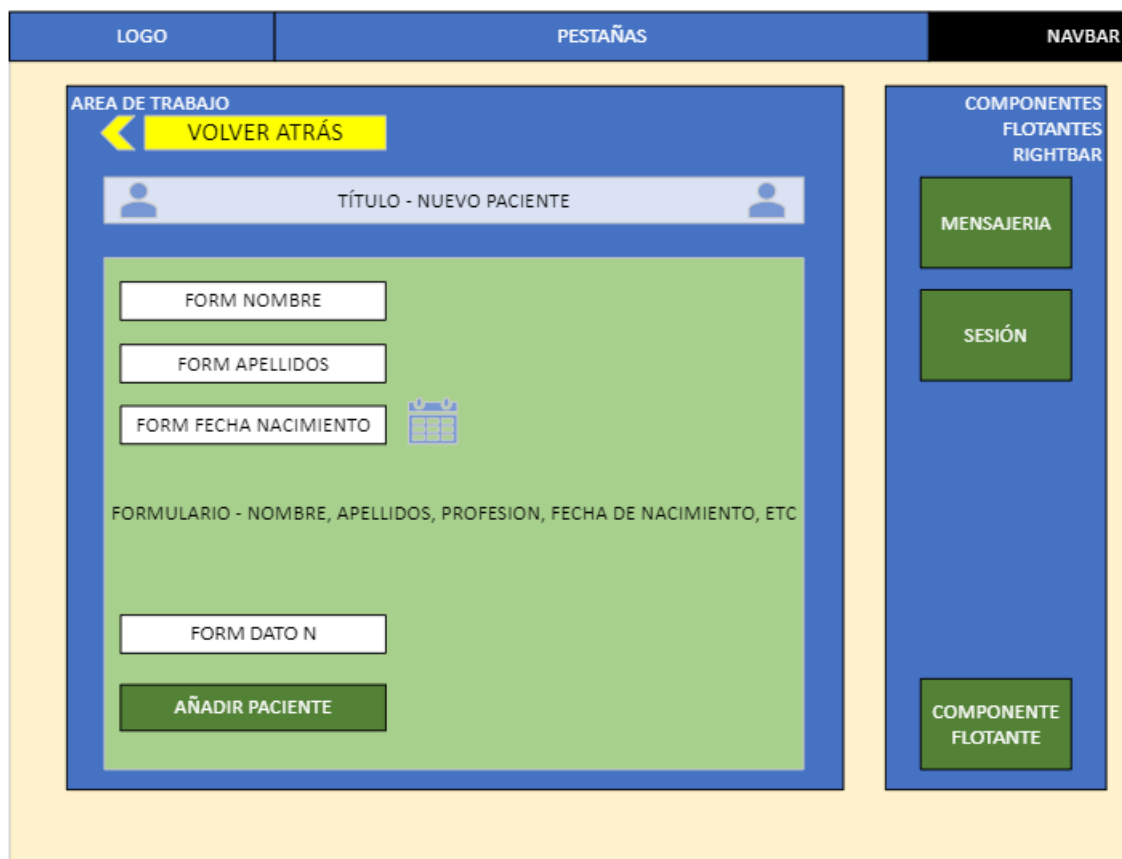 LOGO
PESTAÑAS
NAVBAR
AREA DE TRABAJO
VOLVER ATRÁS
TÍTULO - NUEVO PACIENTE
FORM NOMBRE
FORM APELLIDOS
FORM FECHA NACIMIENTO
FORMULARIO - NOMBRE, APELLIDOS, PROFESION, FECHA DE NACIMIENTO, ETC
FORM DATO N
AÑADIR PACIENTE
COMPONENTES
FLOTANTES
RIGHTBAR
MENSAJERIA
SESIÓN
COMPONENTE
FLOTANTE